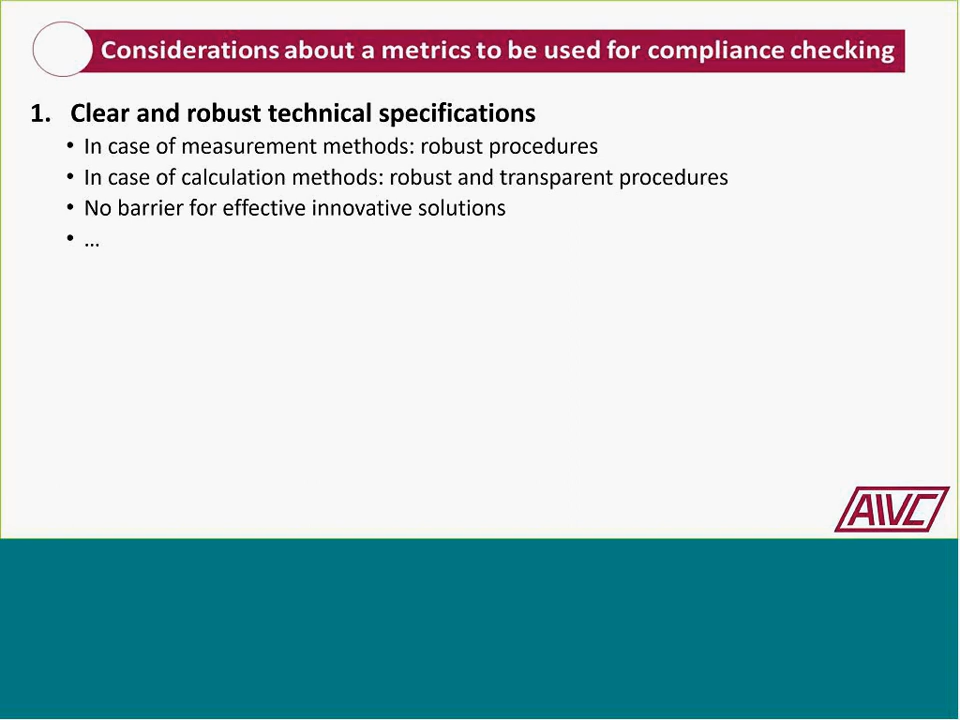 Considerations about a metrics to be used for compliance checking
1. Clear and robust technical specifications
• In case of measurement methods: robust procedures
• In case of calculation methods: robust and transparent procedures
• No barrier for effective innovative solutions
• ...
AIVC